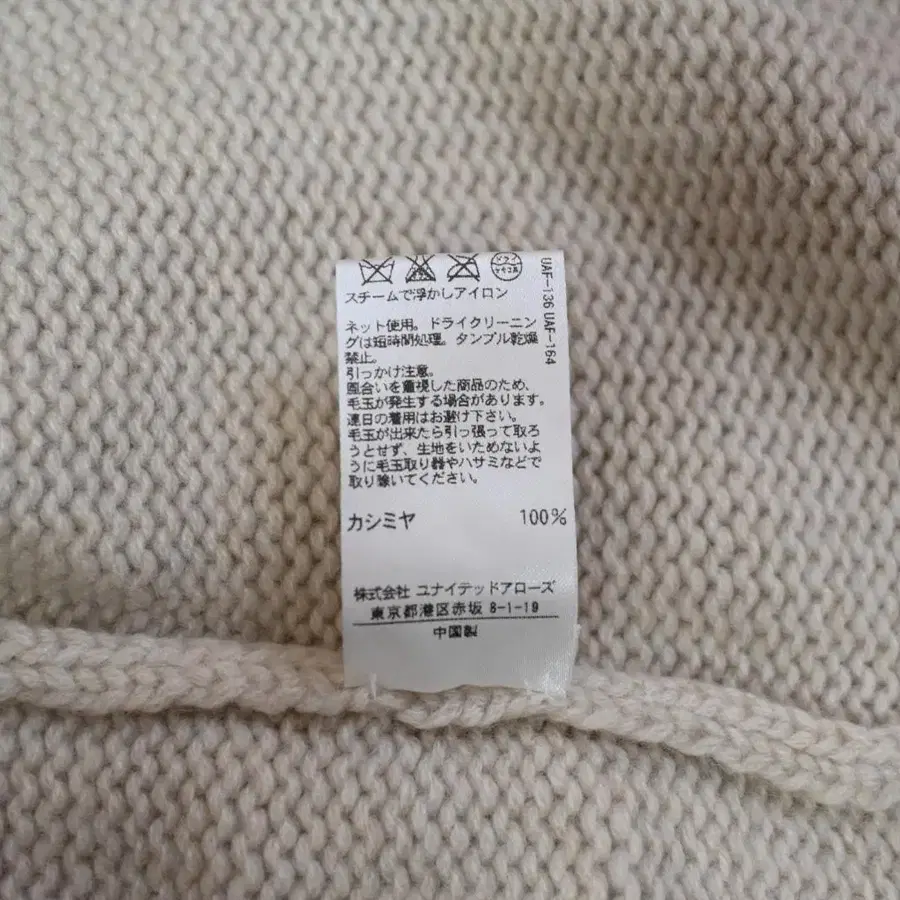 ドライ
セキユ系
スチームで浮かしアイロン
UAF-136 UAF-164
ネット使用。ドライクリーニン
グは短時間処理。タンブル乾燥
禁止。
引っかけ注意。
風合いを重視した商品のため、
毛玉が発生する場合があります。
連日の着用はお避け下さい。
毛玉が出来たら引っ張って取ろ
うとせず、生地をいためないよ
うに毛玉取り器やハサミなどで
取り除いてください。
カシミヤ 100%
株式会社 ユナイテッドアローズ
東京都港区赤坂 8-1-19
中国製